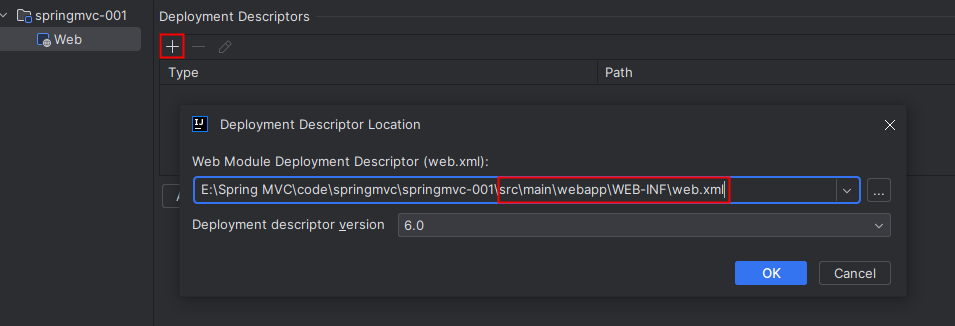 springmvc-001
Web
Deployment Descriptors
Type Path
IJ
Deployment Descriptor Location
Web Module Deployment Descriptor (web.xml):
E:\Spring MVC\code\springmvc\springmvc-001\src\main\webapp\WEB-INF\web.xml
...
Deployment descriptor version 6.0
OK Cancel